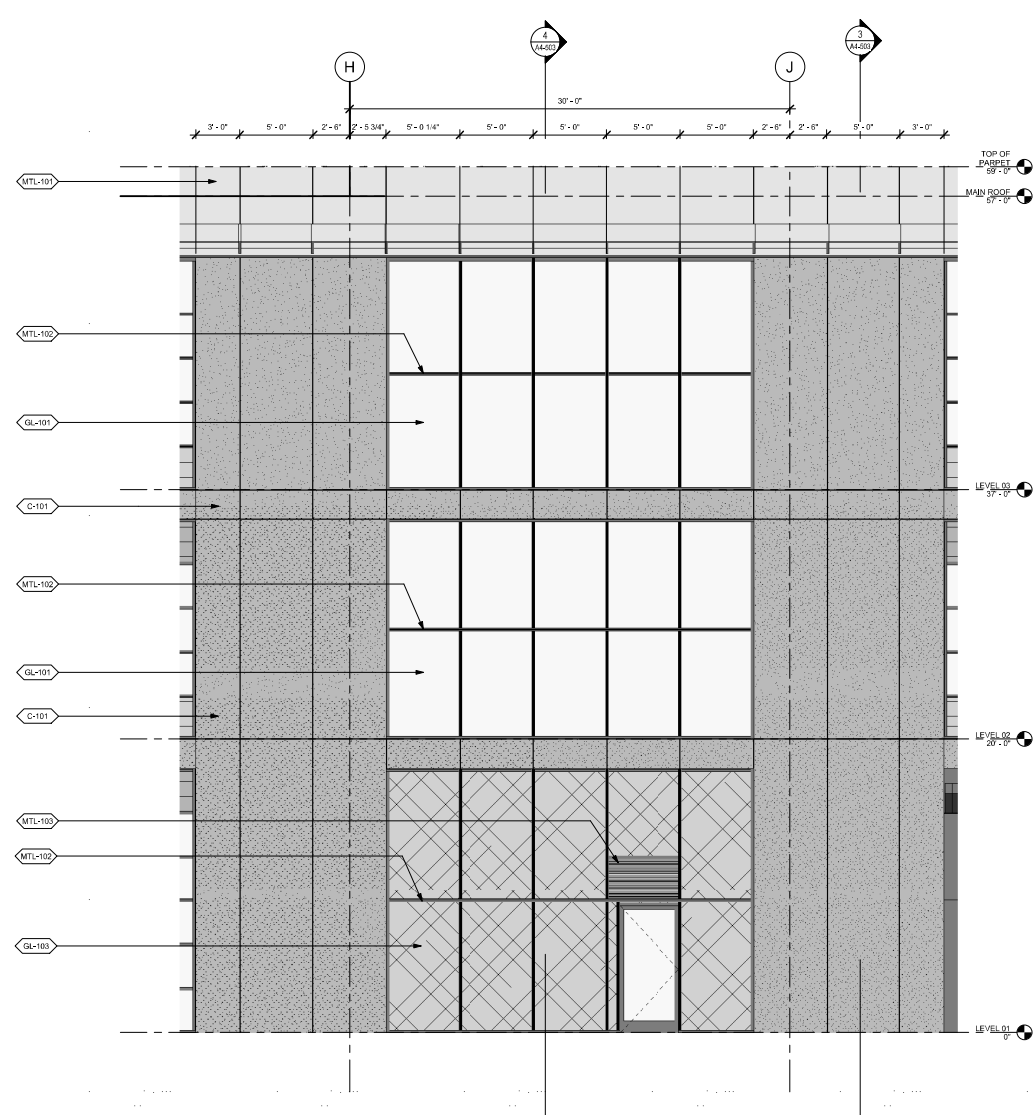 4
A4-503
3
A4-503
H
J
30' - 0"
3' - 0"
5' - 0"
2' - 6"
2' - 5 3/4"
5' - 0 1/4"
5' - 0"
5' - 0"
5' - 0"
5' - 0"
2' - 6"
2' - 6"
5' - 0"
3' - 0"
TOP OF
PARPET
59' - 0"
MTL-101
MAIN ROOF
57' - 0"
MTL-102
GL-101
LEVEL 03
37' - 0"
C-101
MTL-102
GL-101
C-101
LEVEL 02
20' - 0"
MTL-103
MTL-102
GL-103
LEVEL 01
0"